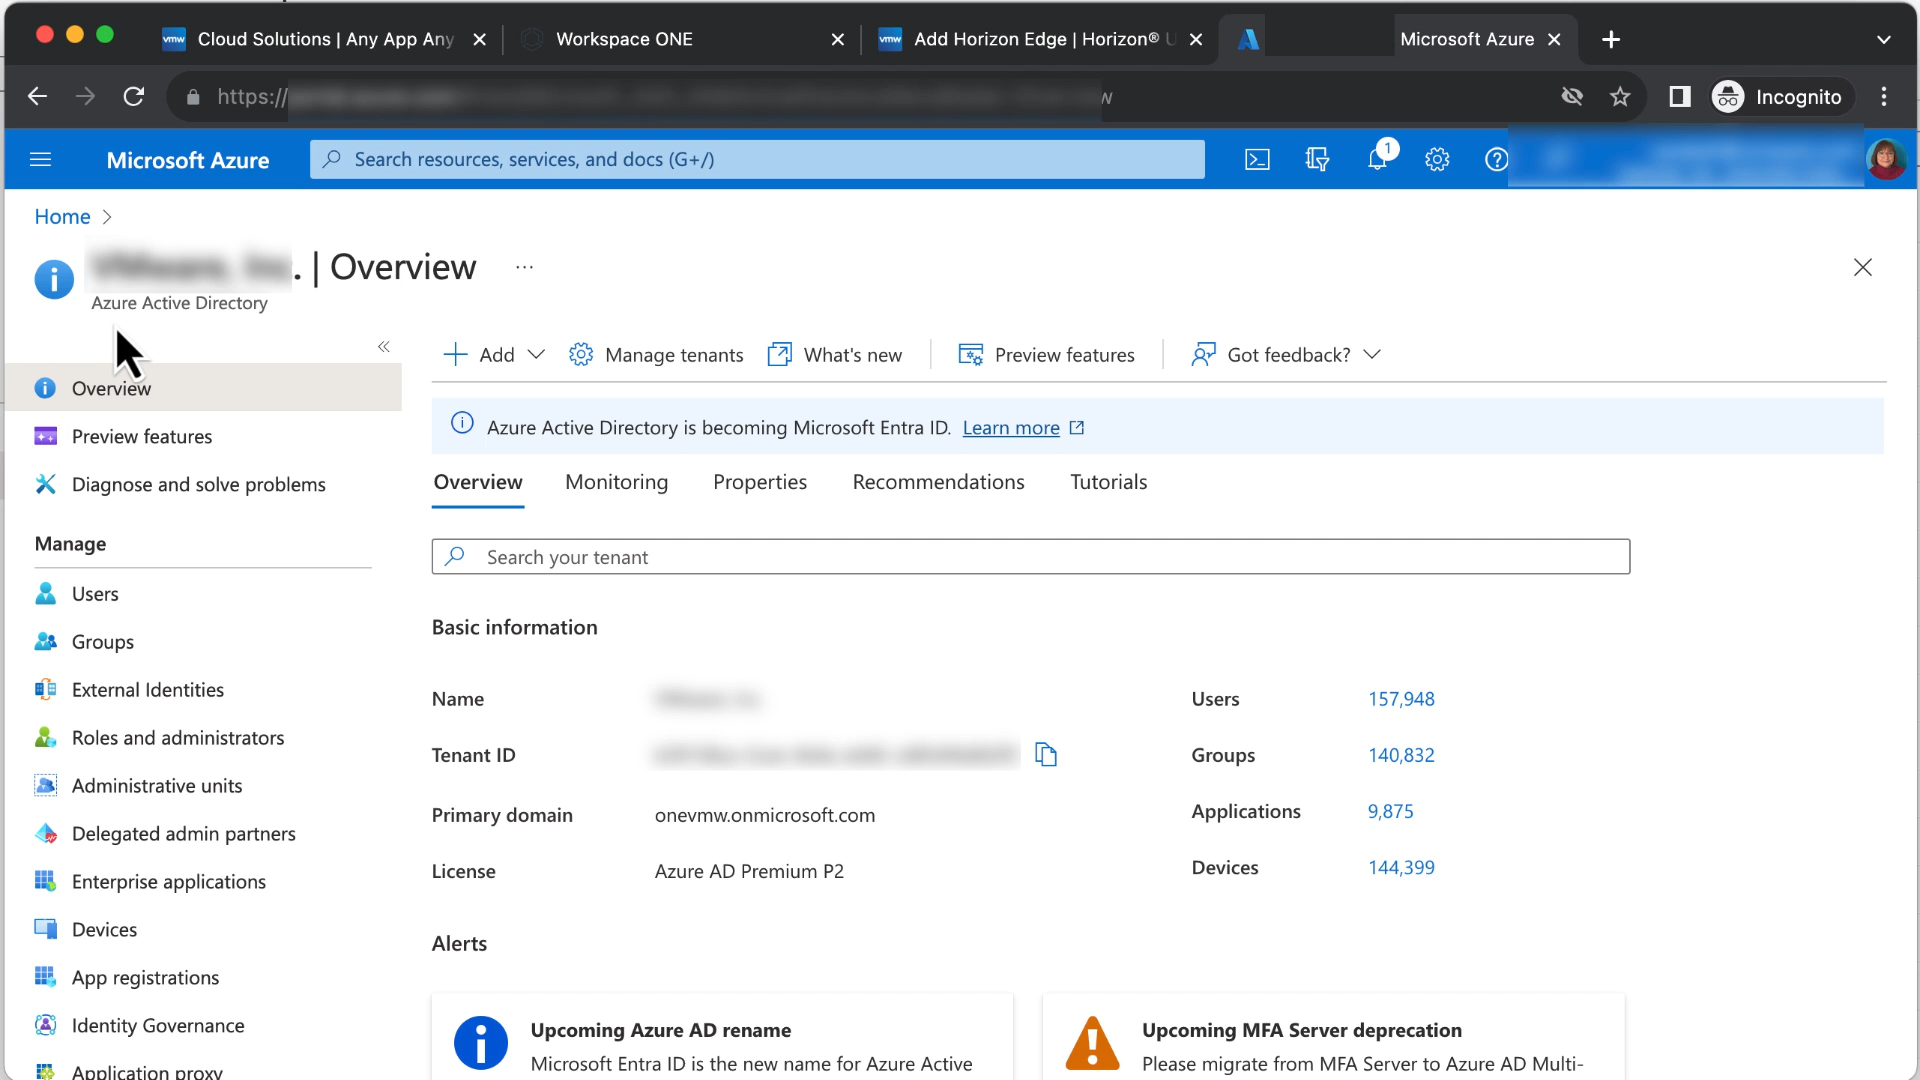 Cloud Solutions | Any App Any
Workspace ONE
Add Horizon Edge | Horizon® U
Microsoft Azure
https://
Incognito
Microsoft Azure
Search resources, services, and docs (G+/)
1
Home
. | Overview
...
Azure Active Directory
Add
Manage tenants
What's new
Preview features
Got feedback?
Overview
Preview features
Diagnose and solve problems
Manage
Users
Groups
External Identities
Roles and administrators
Administrative units
Delegated admin partners
Enterprise applications
Devices
App registrations
Identity Governance
Application proxy
Azure Active Directory is becoming Microsoft Entra ID. Learn more
Overview
Monitoring
Properties
Recommendations
Tutorials
Search your tenant
Basic information
Name
Users 157,948
Tenant ID
Groups 140,832
Primary domain onevmw.onmicrosoft.com
Applications 9,875
License Azure AD Premium P2
Devices 144,399
Alerts
Upcoming Azure AD rename
Microsoft Entra ID is the new name for Azure Active
Upcoming MFA Server deprecation
Please migrate from MFA Server to Azure AD Multi-